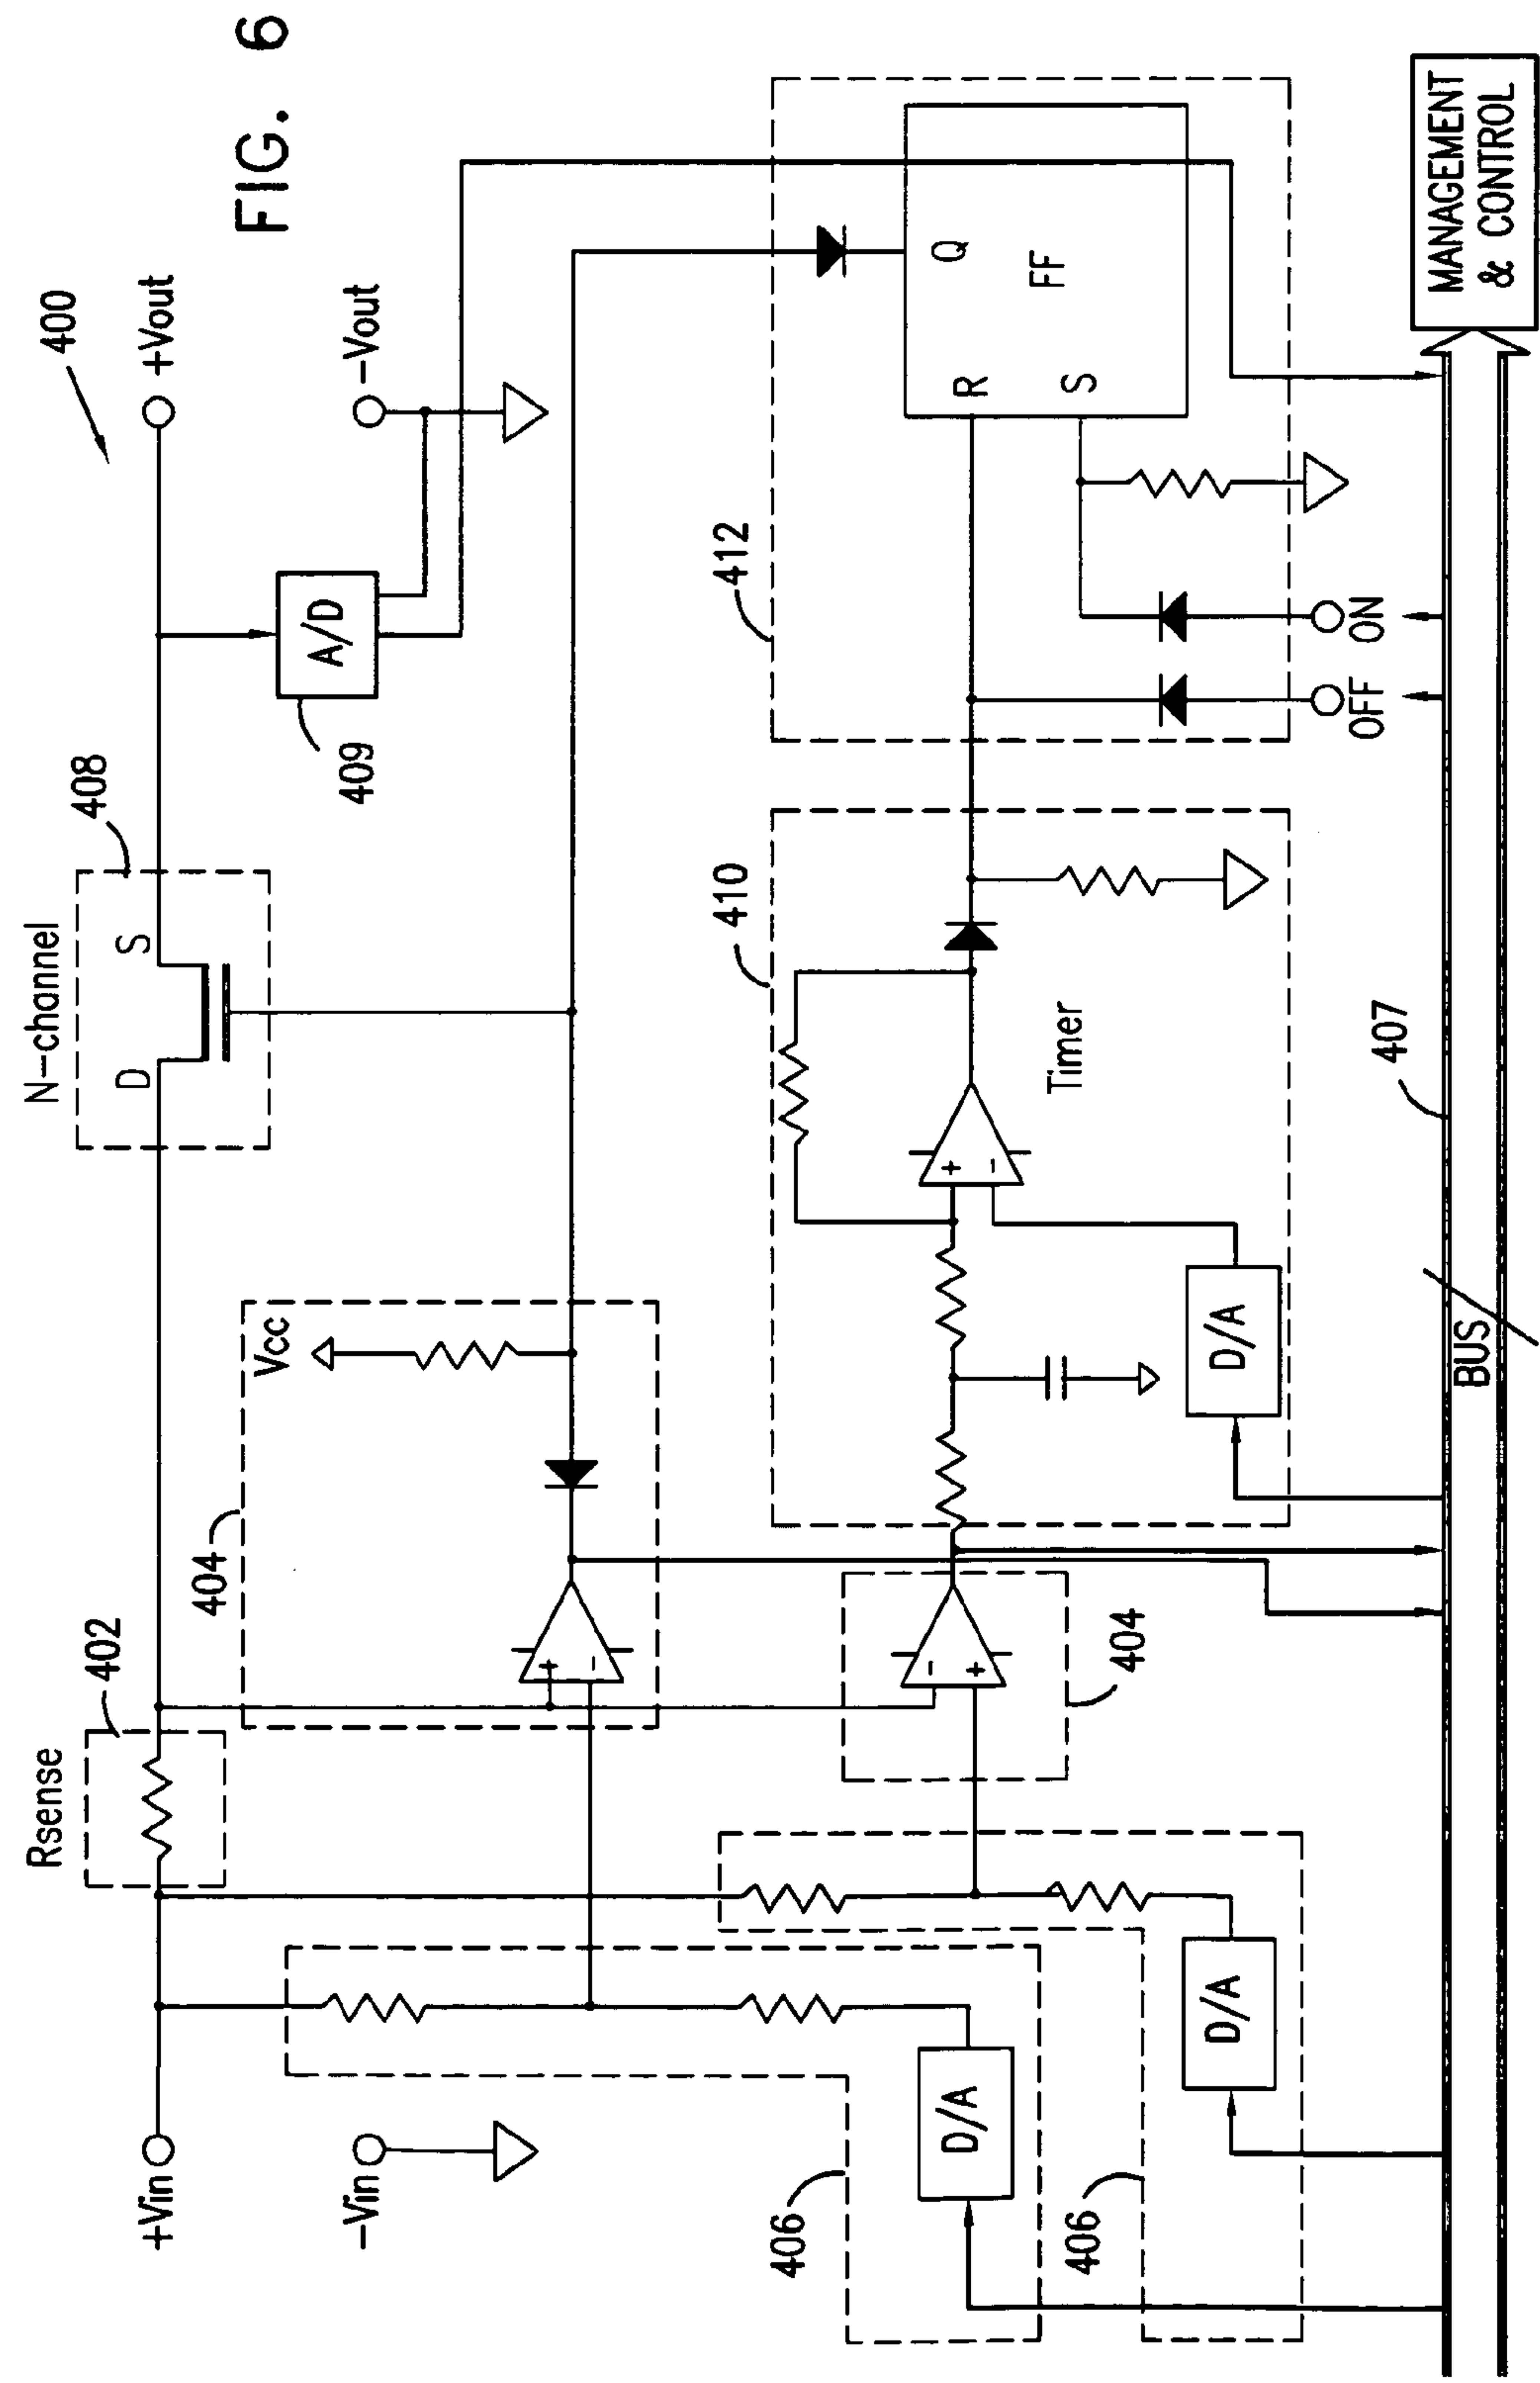 FIG. 6
400
Rsense
402
N-channel
D
S
408
+Vin
+Vout
-Vin
-Vout
A/D
409
404
Vcc
+
-
406
D/A
406
D/A
-
+
404
410
+
-
Timer
D/A
412
Q
FF
R
S
OFF
ON
407
BUS
MANAGEMENT
& CONTROL